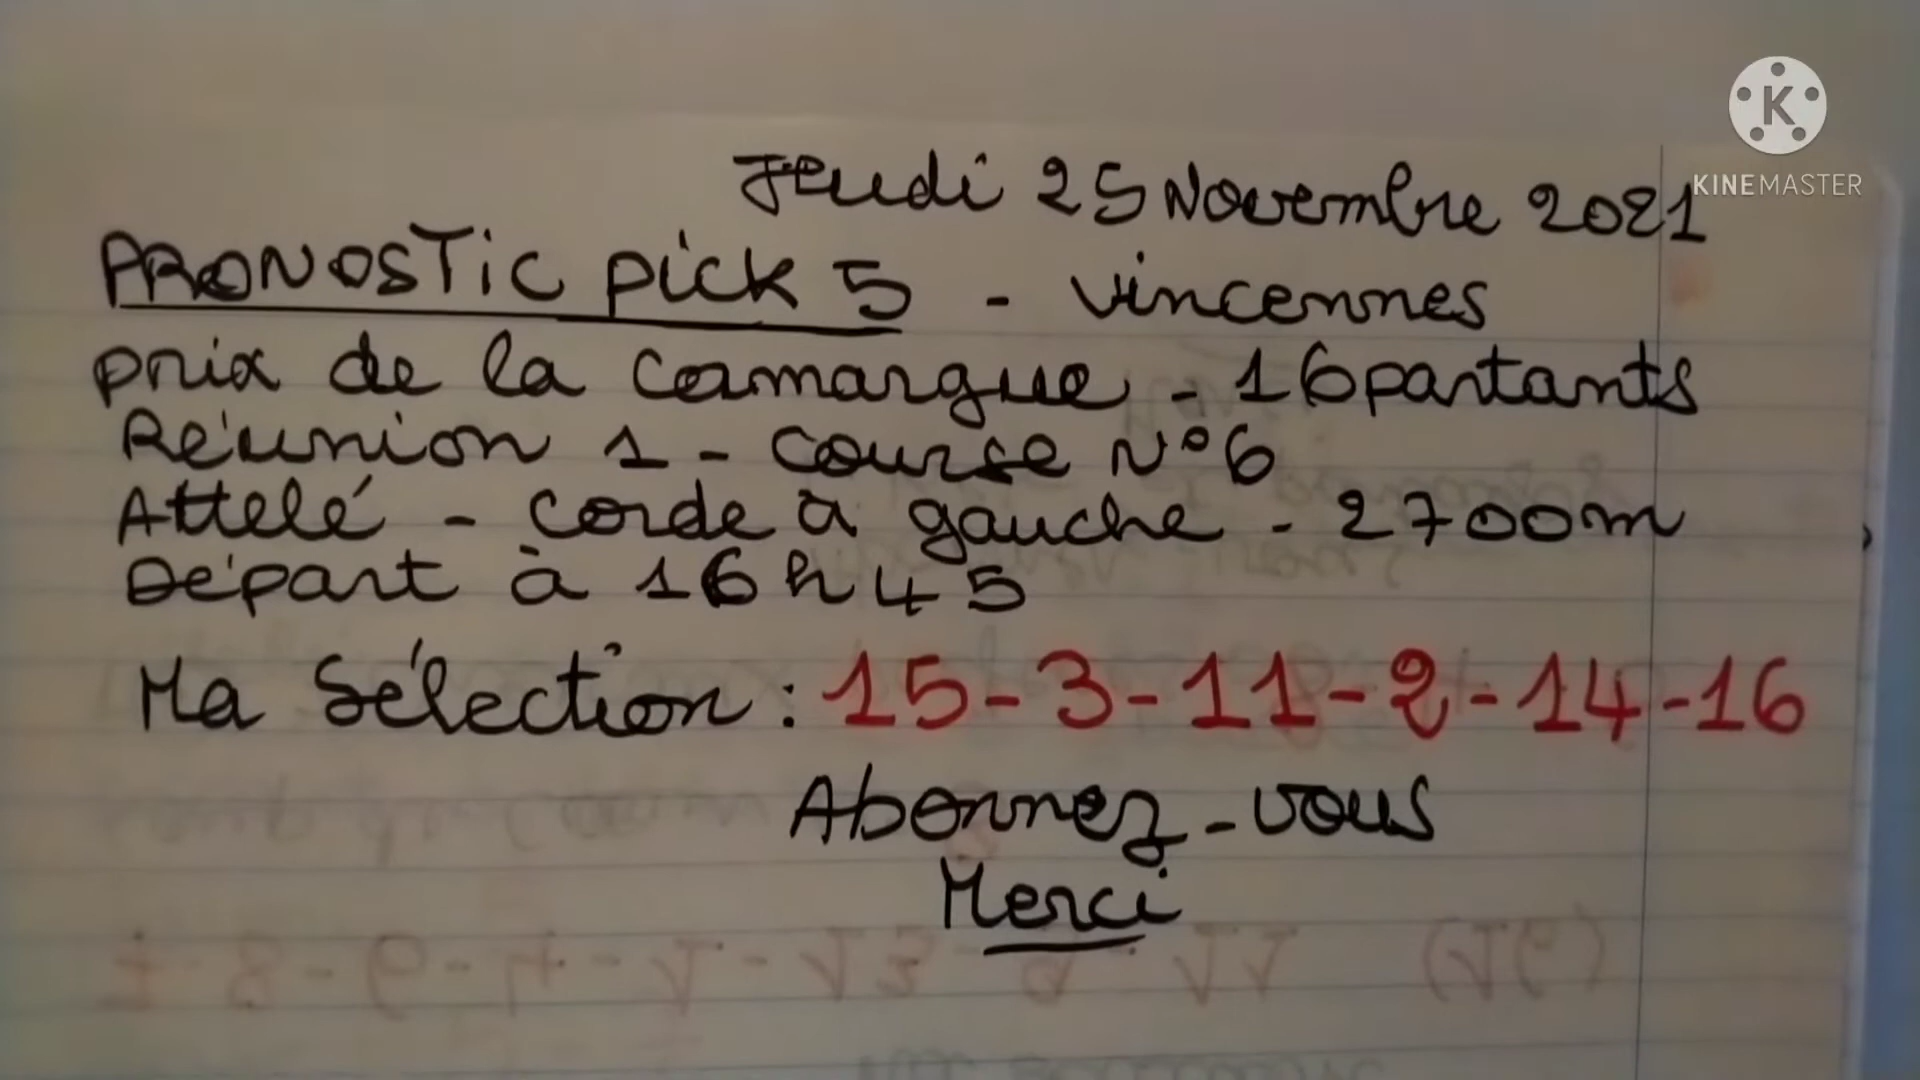 K
KINEMASTER
Jeudi 25 Novembre 2021
PRONOSTIC PICK 5 - Vincennes
prix de la Camargue - 16 partants
Réunion 1 - Course N°6
Attelé - Corde à gauche - 2700m
Départ à 16h45
Ma Sélection : 15-3-11-2-14-16
Abonnez-vous
Merci